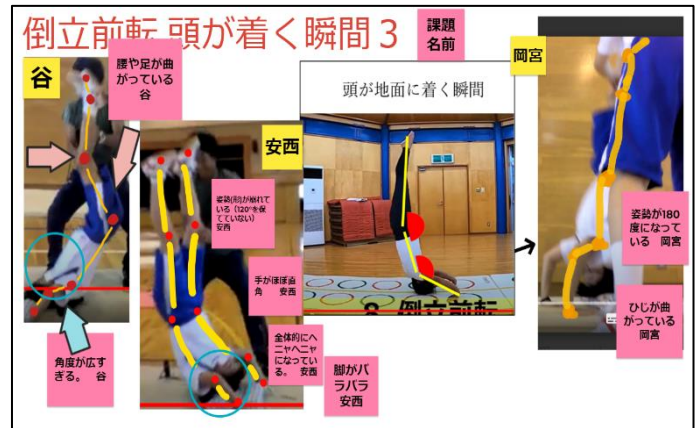 倒立前転 頭が着く瞬間３
課題
名前
谷
腰や足が曲
がっている
谷
角度が広す
ぎる。 谷
安西
姿勢(形)が崩れて
いる（120°を保
てていない）
安西
手がほぼ直
角 安西
全体的にヘ
ニャヘニャ
になってい
る。 安西
脚がバ
ラバラ
安西
頭が地面に着く瞬間
岡宮
姿勢が180
度になって
いる 岡宮
ひじが曲
がっている
岡宮